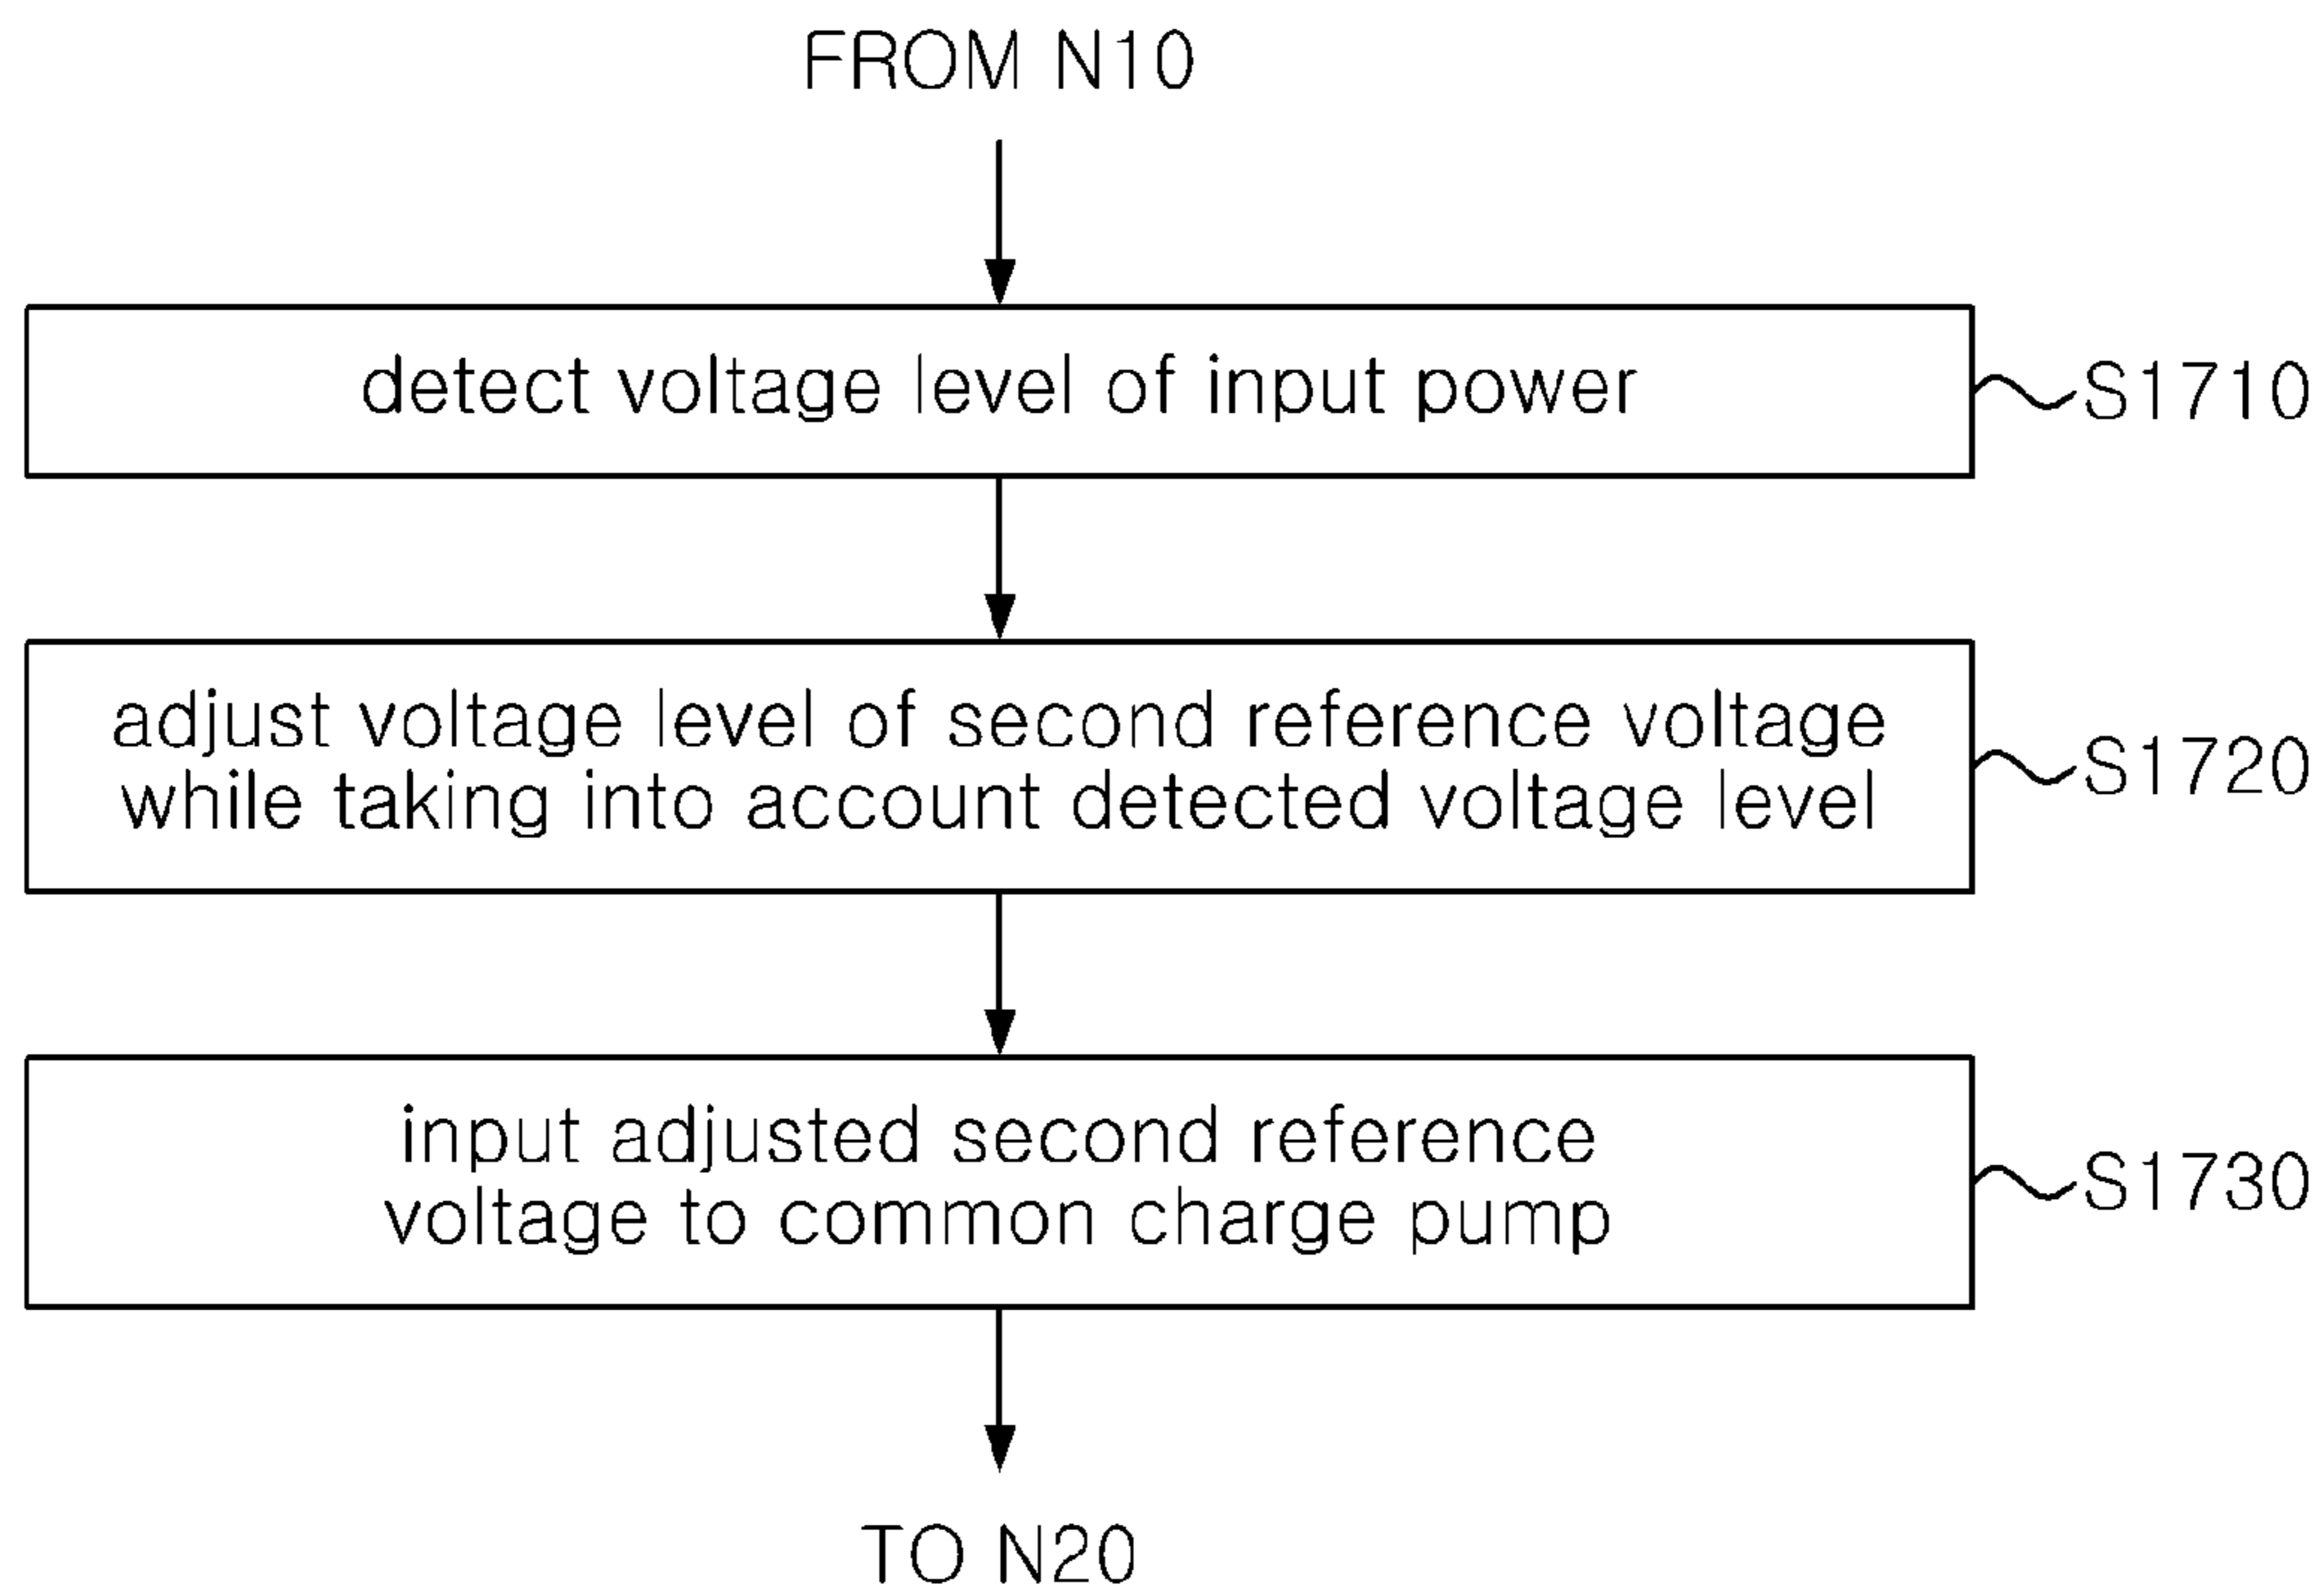 FROM N10
detect voltage level of input power
S1710
adjust voltage level of second reference voltage
while taking into account detected voltage level
S1720
input adjusted second reference
voltage to common charge pump
S1730
TO N20